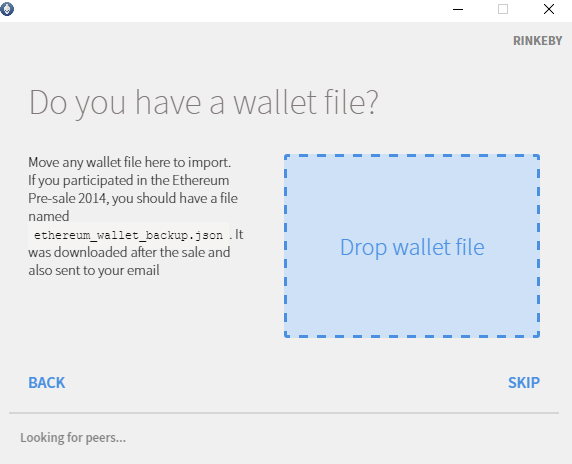 RINKEBY
Do you have a wallet file?
Move any wallet file here to import.
If you participated in the Ethereum
Pre-sale 2014, you should have a file
named
ethereum_wallet_backup.json . It
was downloaded after the sale and
also sent to your email
Drop wallet file
BACK
SKIP
Looking for peers...